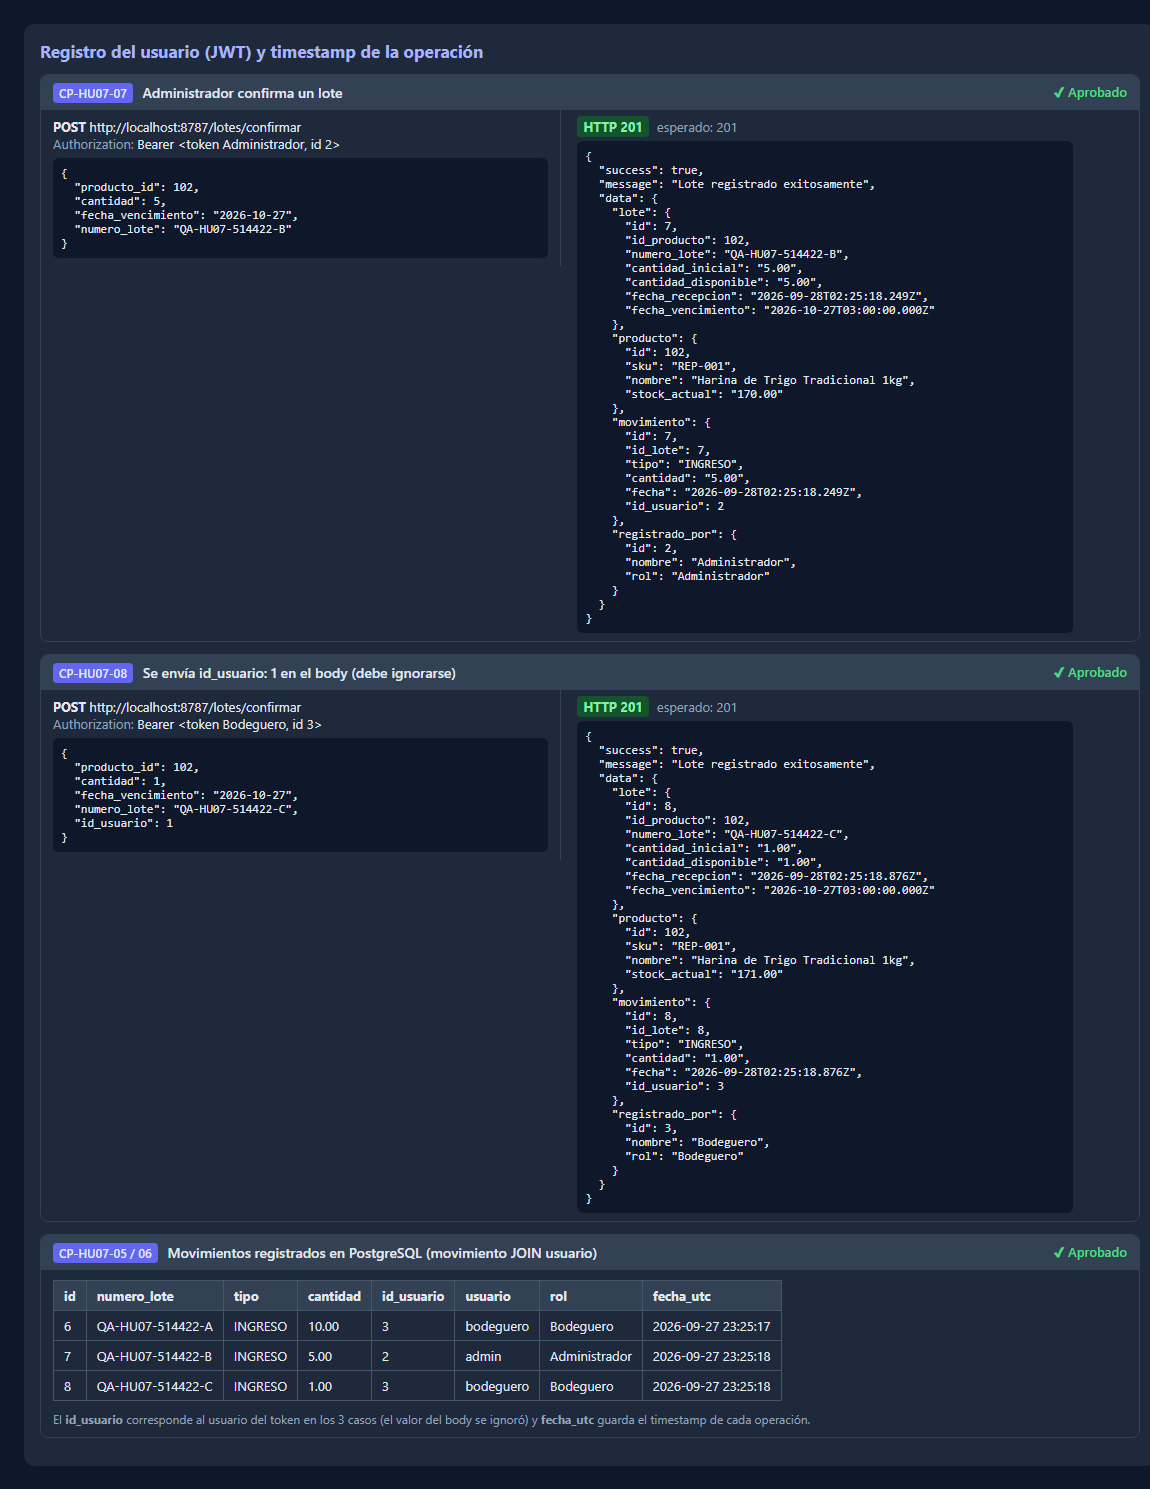 Registro del usuario (JWT) y timestamp de la operación
CP-HU07-07 Administrador confirma un lote ✓ Aprobado
POST http://localhost:8787/lotes/confirmar
Authorization: Bearer <token Administrador, id 2>
{
"producto_id": 102,
"cantidad": 5,
"fecha_vencimiento": "2026-10-27",
"numero_lote": "QA-HU07-514422-B"
}
HTTP 201 esperado: 201
{
"success": true,
"message": "Lote registrado exitosamente",
"data": {
"lote": {
"id": 7,
"id_producto": 102,
"numero_lote": "QA-HU07-514422-B",
"cantidad_inicial": "5.00",
"cantidad_disponible": "5.00",
"fecha_recepcion": "2026-09-28T02:25:18.249Z",
"fecha_vencimiento": "2026-10-27T03:00:00.000Z"
},
"producto": {
"id": 102,
"sku": "REP-001",
"nombre": "Harina de Trigo Tradicional 1kg",
"stock_actual": "170.00"
},
"movimiento": {
"id": 7,
"id_lote": 7,
"tipo": "INGRESO",
"cantidad": "5.00",
"fecha": "2026-09-28T02:25:18.249Z",
"id_usuario": 2
},
"registrado_por": {
"id": 2,
"nombre": "Administrador",
"rol": "Administrador"
}
}
}
CP-HU07-08 Se envía id_usuario: 1 en el body (debe ignorarse) ✓ Aprobado
POST http://localhost:8787/lotes/confirmar
Authorization: Bearer <token Bodeguero, id 3>
{
"producto_id": 102,
"cantidad": 1,
"fecha_vencimiento": "2026-10-27",
"numero_lote": "QA-HU07-514422-C",
"id_usuario": 1
}
HTTP 201 esperado: 201
{
"success": true,
"message": "Lote registrado exitosamente",
"data": {
"lote": {
"id": 8,
"id_producto": 102,
"numero_lote": "QA-HU07-514422-C",
"cantidad_inicial": "1.00",
"cantidad_disponible": "1.00",
"fecha_recepcion": "2026-09-28T02:25:18.876Z",
"fecha_vencimiento": "2026-10-27T03:00:00.000Z"
},
"producto": {
"id": 102,
"sku": "REP-001",
"nombre": "Harina de Trigo Tradicional 1kg",
"stock_actual": "171.00"
},
"movimiento": {
"id": 8,
"id_lote": 8,
"tipo": "INGRESO",
"cantidad": "1.00",
"fecha": "2026-09-28T02:25:18.876Z",
"id_usuario": 3
},
"registrado_por": {
"id": 3,
"nombre": "Bodeguero",
"rol": "Bodeguero"
}
}
}
CP-HU07-05 / 06 Movimientos registrados en PostgreSQL (movimiento JOIN usuario) ✓ Aprobado
id numero_lote tipo cantidad id_usuario usuario rol fecha_utc
6 QA-HU07-514422-A INGRESO 10.00 3 bodeguero Bodeguero 2026-09-27 23:25:17
7 QA-HU07-514422-B INGRESO 5.00 2 admin Administrador 2026-09-27 23:25:18
8 QA-HU07-514422-C INGRESO 1.00 3 bodeguero Bodeguero 2026-09-27 23:25:18
El id_usuario corresponde al usuario del token en los 3 casos (el valor del body se ignoró) y fecha_utc guarda el timestamp de cada operación.